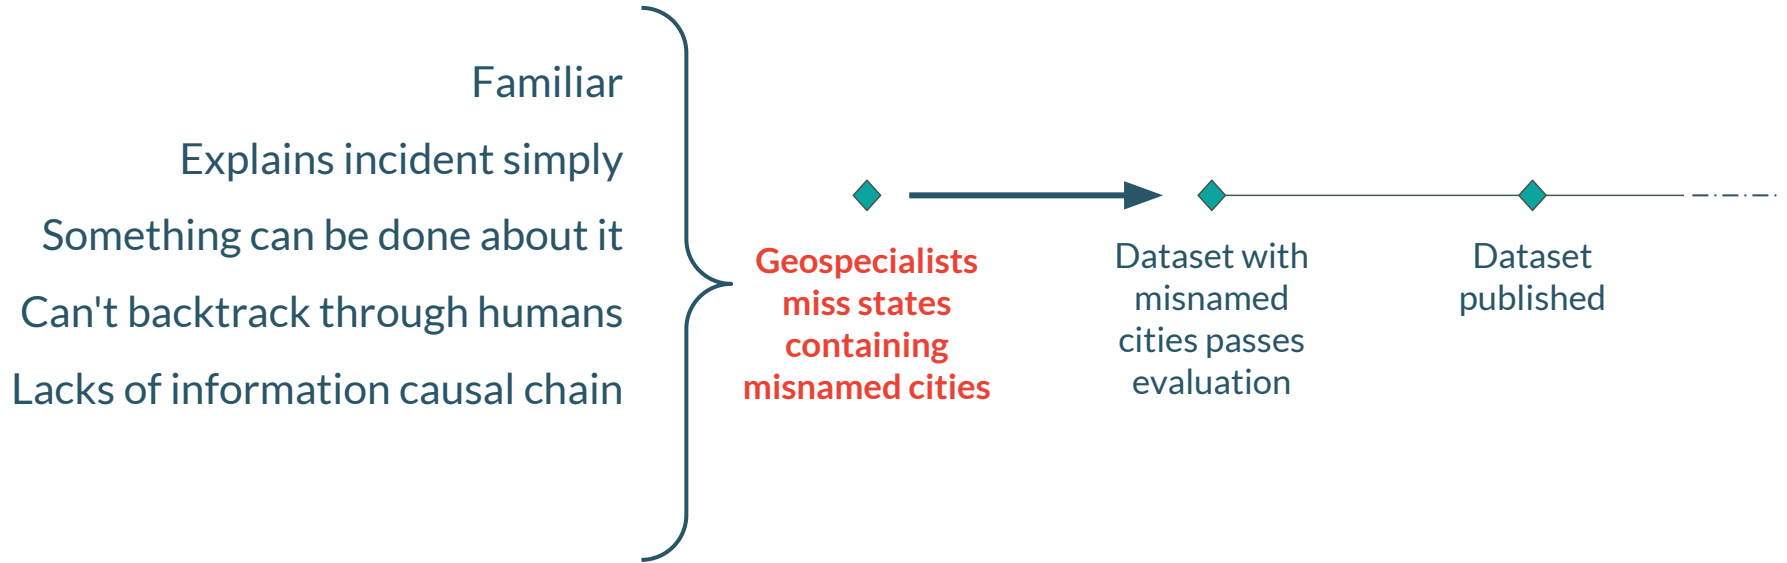 Familiar
Explains incident simply
Something can be done about it
Can't backtrack through humans
Lacks of information causal chain
Geospecialists
miss states
containing
misnamed cities
Dataset with
misnamed
cities passes
evaluation
Dataset
published